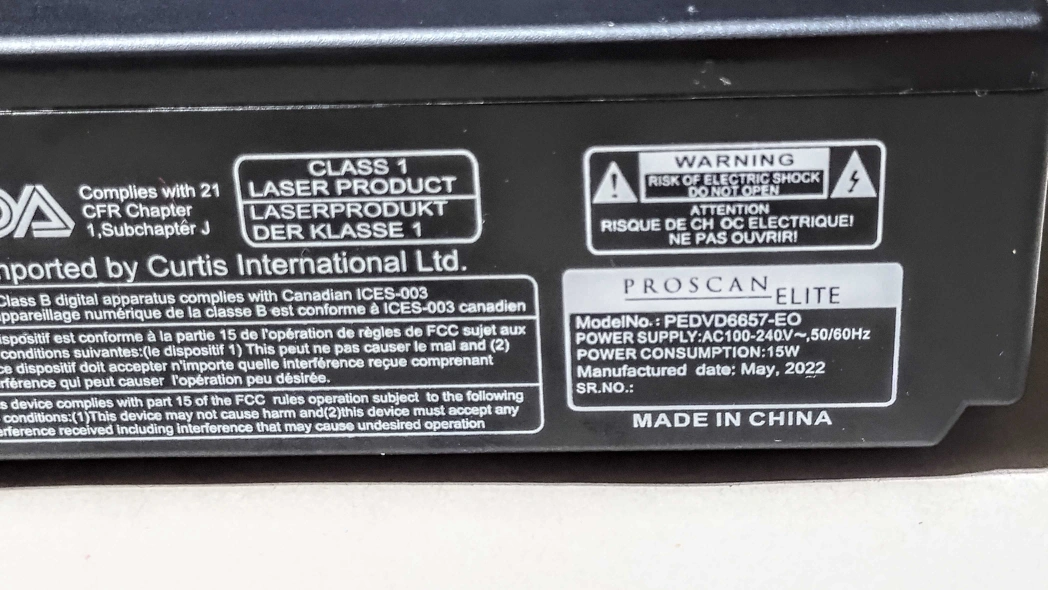 Complies with 21
CFR Chapter
1,Subchapter J
CLASS 1
LASER PRODUCT
LASERPRODUKT
DER KLASSE 1
by Curtis International Ltd.
Class B digital apparatus complies with Canadian ICES-003
numérique de la classe B est conforme à ICES-003 canadien
est conforme à la partie 15 de l'opération de règles de FCC sujet aux
conditions suivantes:(le dispositif 1) This peut ne pas causer le mal and (2)
ce dispositif doit accepter n'importe quelle interférence reçue comprenant
qui peut causer l'opération peu désirée.
device complies with part 15 of the FCC rules operation subject to the following
conditions:(1)This device may not cause harm and(2)this device must accept any
received including interference that may cause undesired operation
WARNING
RISK OF ELECTRIC SHOCK
DO NOT OPEN
ATTENTION
RISQUE DE CH OC ELECTRIQUE!
NE PAS OUVRIR!
PROSCAN
ELITE
ModelNo.: PEDVD6657-EO
POWER SUPPLY:AC100-240V~,50/60Hz
POWER CONSUMPTION:15W
Manufactured date: May, 2022
SR.NO.:
MADE IN CHINA